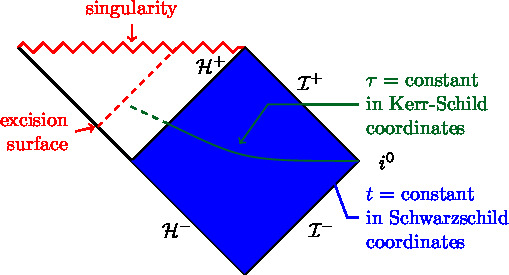 singularity
ℋ⁺
ℐ⁺
τ = constant
in Kerr-Schild
coordinates
excision
surface
i⁰
t = constant
in Schwarzschild
coordinates
ℋ⁻
ℐ⁻